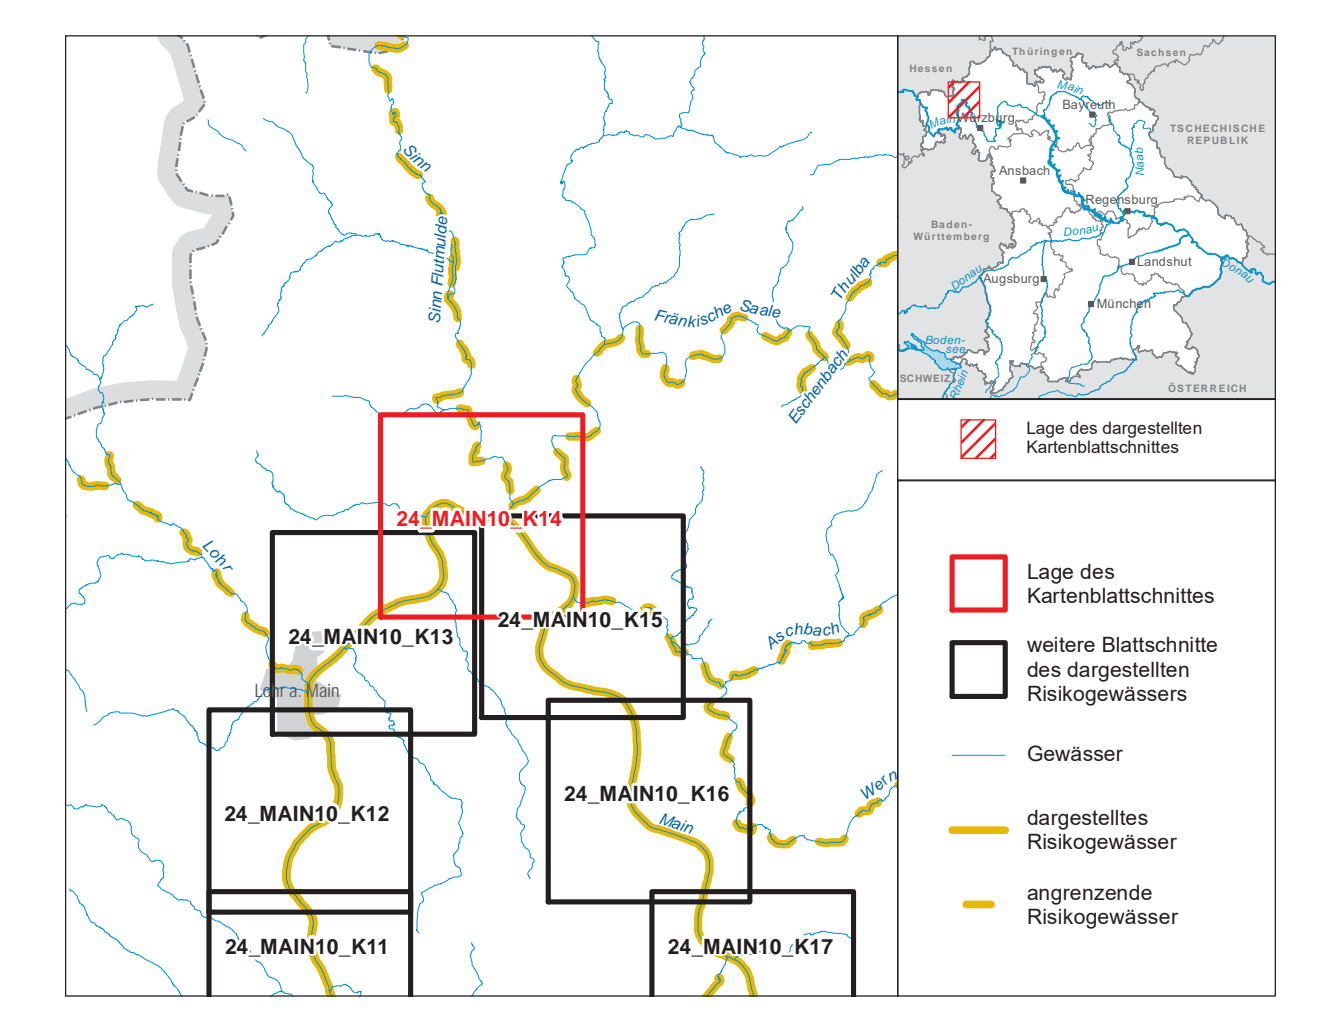 Sinn
Sinn Flutmulde
Thulba
Fränkische Saale
Eschenbach
24_MAIN10_K14
Lohr
24_MAIN10_K15
24_MAIN10_K13
Aschbach
Lohr a. Main
24_MAIN10_K16
24_MAIN10_K12
Main
Wern
24_MAIN10_K11
24_MAIN10_K17
Thüringen
Sachsen
Hessen
Main
Bayreuth
Main
Würzburg
TSCHECHISCHE
REPUBLIK
Naab
Ansbach
Regensburg
Baden-
Württemberg
Donau
Landshut
Donau
Donau
Augsburg
München
Boden-
see
SCHWEIZ
Rhein
ÖSTERREICH
Lage des dargestellten
Kartenblattschnittes
Lage des
Kartenblattschnittes
weitere Blattschnitte
des dargestellten
Risikogewässers
Gewässer
dargestelltes
Risikogewässer
angrenzende
Risikogewässer